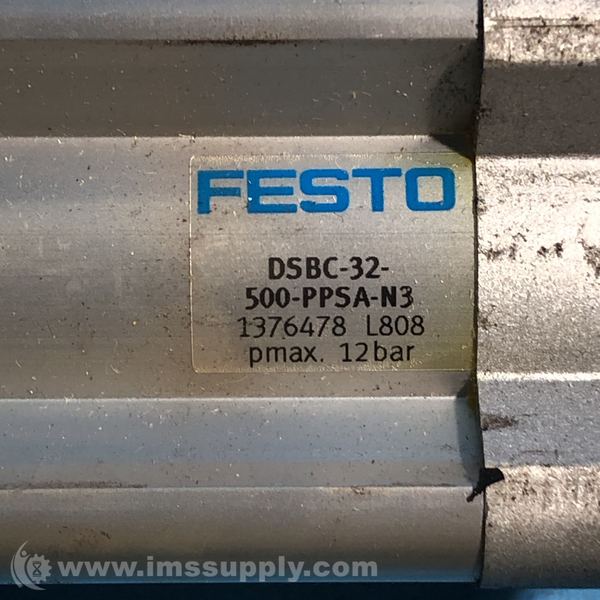 FESTO
DSBC-32-
500-PPSA-N3
1376478 L808
pmax. 12bar
www.imssupply.com